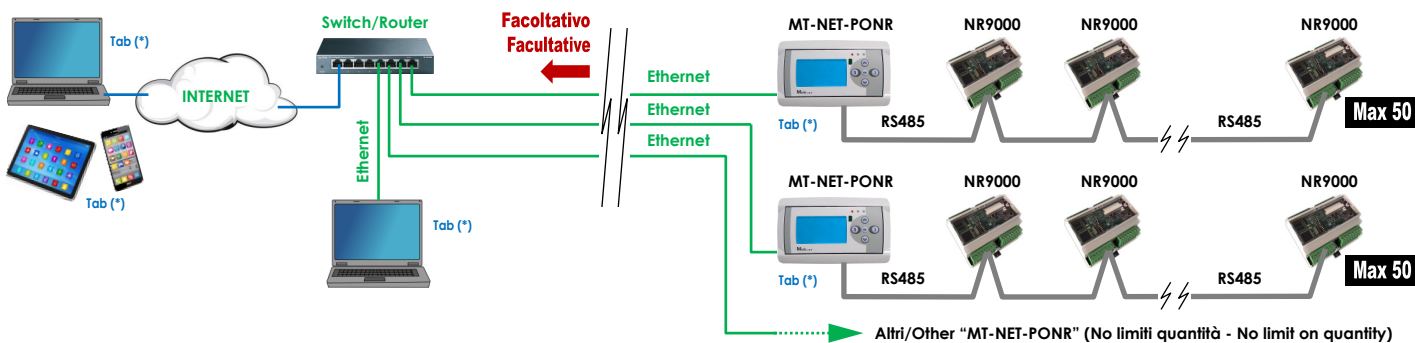 Tab (*)
INTERNET
Tab (*)
Switch/Router
Ethernet
Tab (*)
Facoltativo
Facultative
Ethernet
Ethernet
Ethernet
MT-NET-PONR
NR9000
NR9000
NR9000
Tab (*)
RS485
RS485
Max 50
MT-NET-PONR
NR9000
NR9000
NR9000
Tab (*)
RS485
RS485
Max 50
Altri/Other “MT-NET-PONR” (No limiti quantità - No limit on quantity)